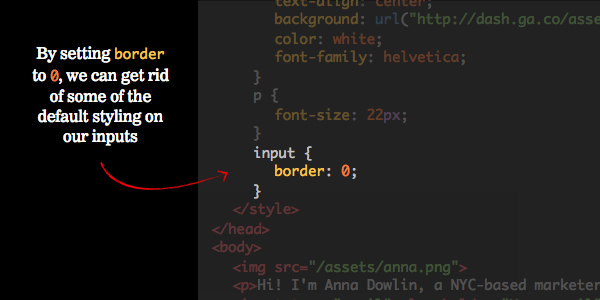 By setting border
to 0, we can get rid
of some of the
default styling on
our inputs
text-align: center;
background: url("http://dash.ga.co/asse
color: white;
font-family: helvetica;
}
p {
font-size: 22px;
}
input {
border: 0;
}
</style>
</head>
<body>
<img src="/assets/anna.png">
<p>Hi! I'm Anna Dowlin, a NYC-based marketer